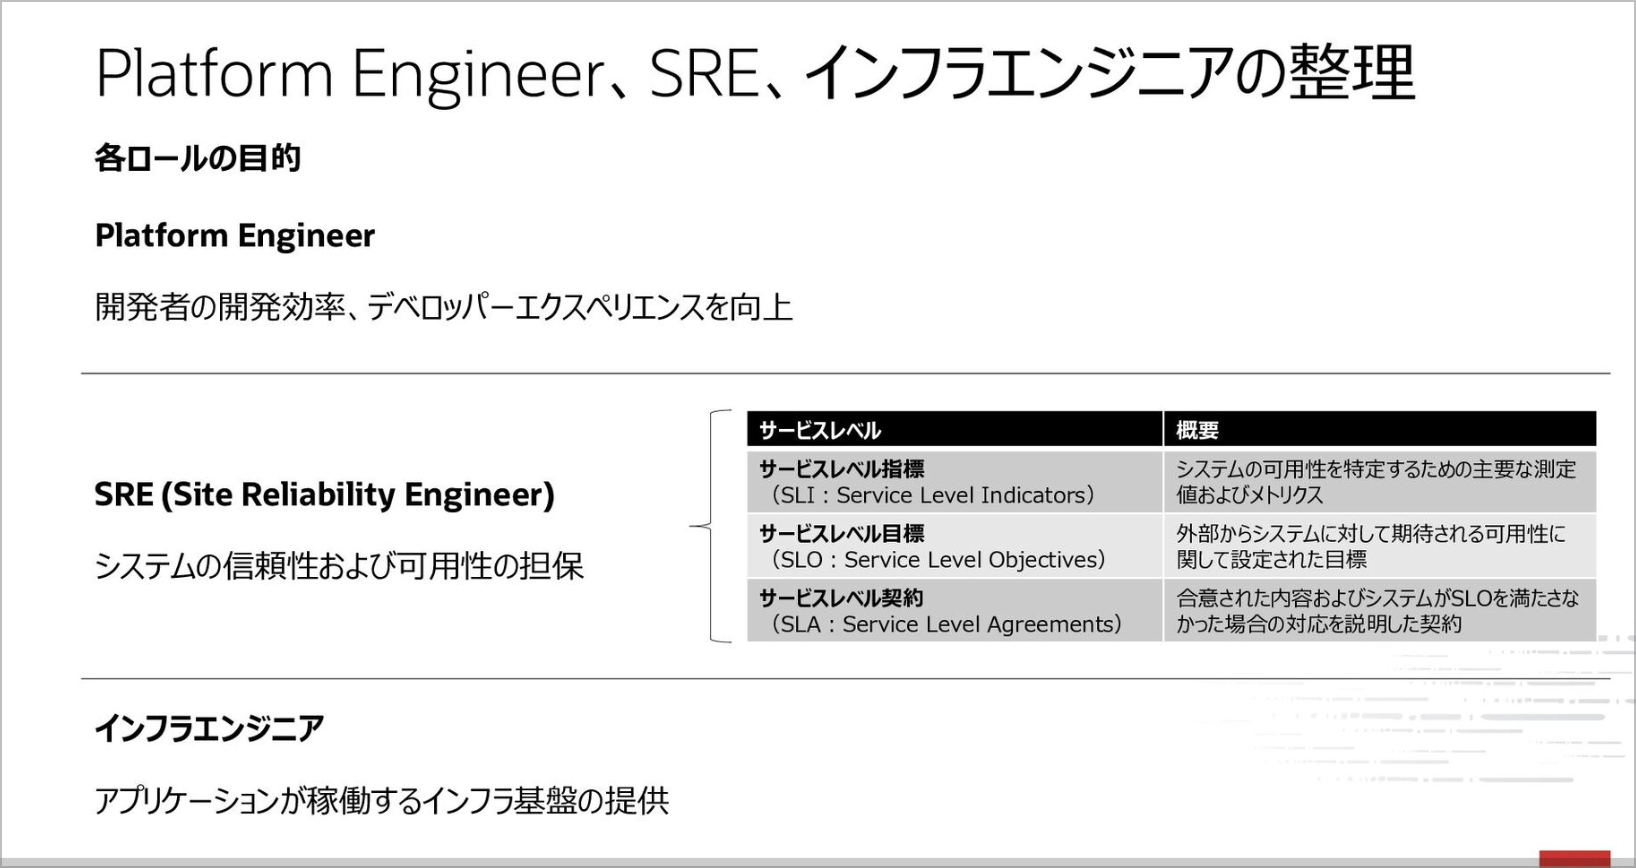 Platform Engineer、SRE、インフラエンジニアの整理
各ロールの目的
Platform Engineer
開発者の開発効率、デベロッパーエクスペリエンスを向上
SRE (Site Reliability Engineer)
システムの信頼性および可用性の担保
サービスレベル 概要
サービスレベル指標
（SLI：Service Level Indicators）
システムの可用性を特定するための主要な測定
値およびメトリクス
サービスレベル目標
（SLO：Service Level Objectives）
外部からシステムに対して期待される可用性に
関して設定された目標
サービスレベル契約
（SLA：Service Level Agreements）
合意された内容およびシステムがSLOを満たさな
かった場合の対応を説明した契約
インフラエンジニア
アプリケーションが稼働するインフラ基盤の提供